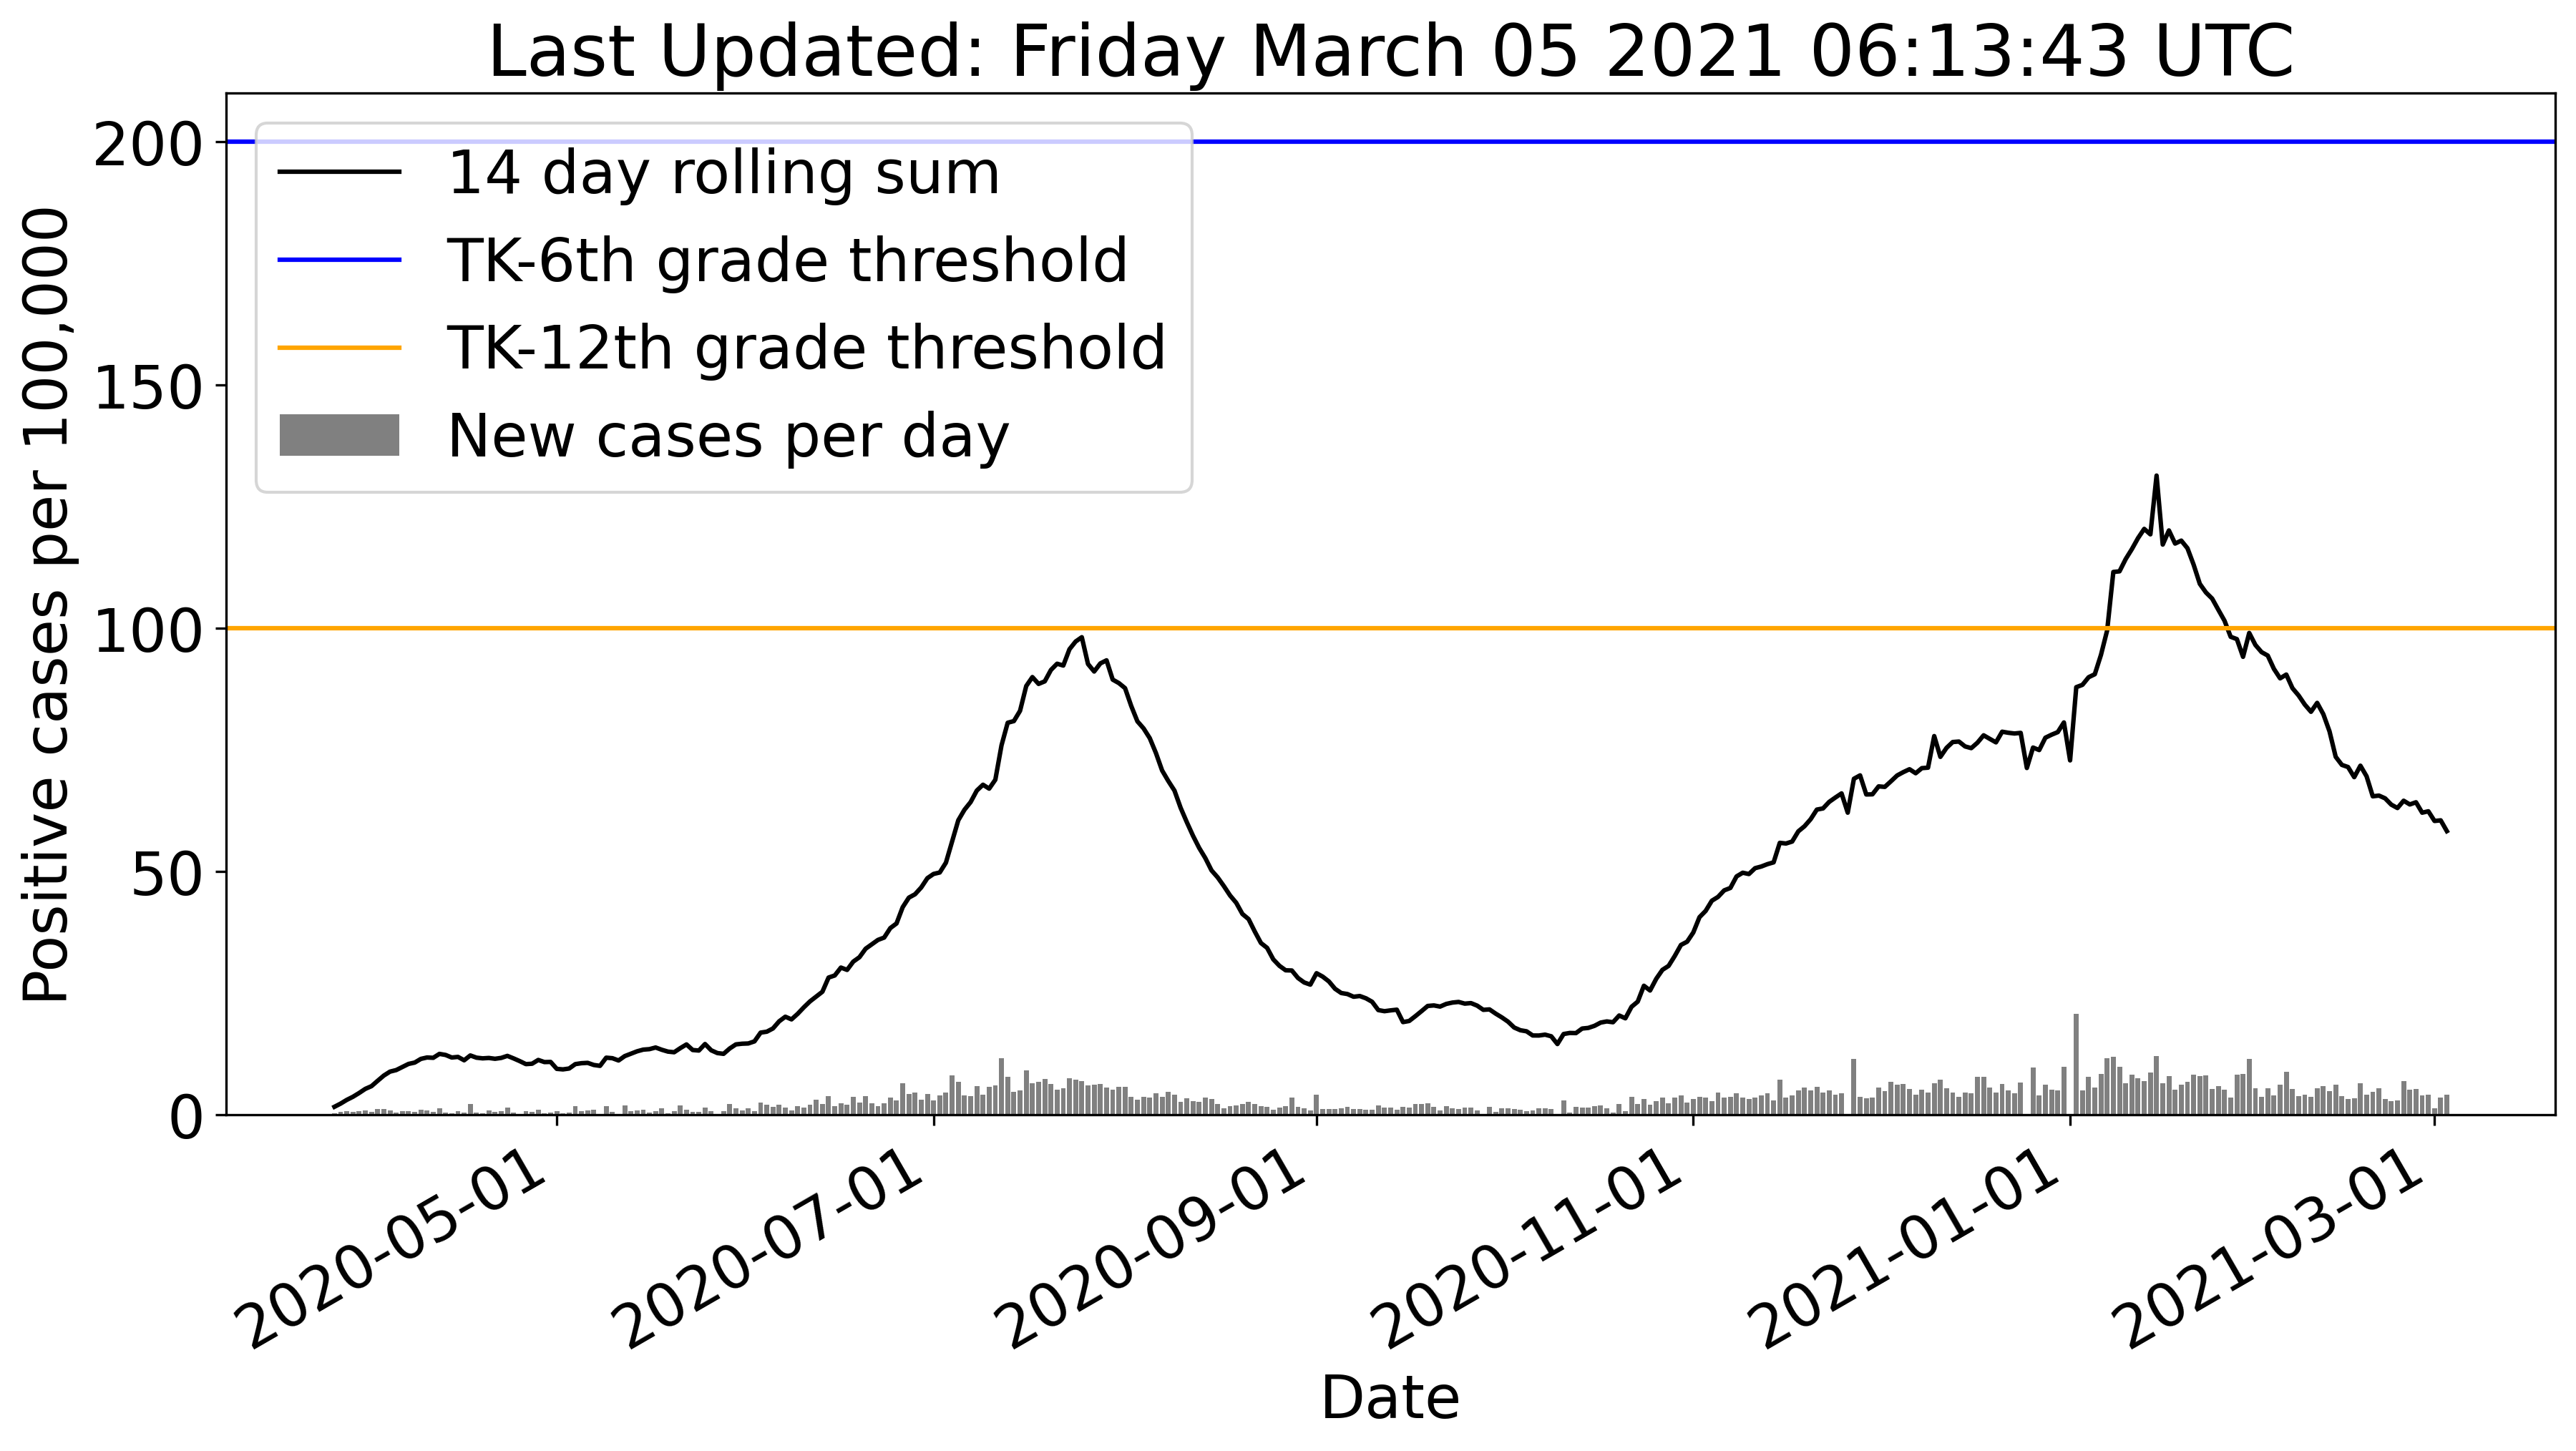 Last Updated: Friday March 05 2021 06:13:43 UTC
200
150
100
50
0
Positive cases per 100,000
14 day rolling sum
TK-6th grade threshold
TK-12th grade threshold
New cases per day
2020-05-01
2020-07-01
2020-09-01
2020-11-01
2021-01-01
2021-03-01
Date